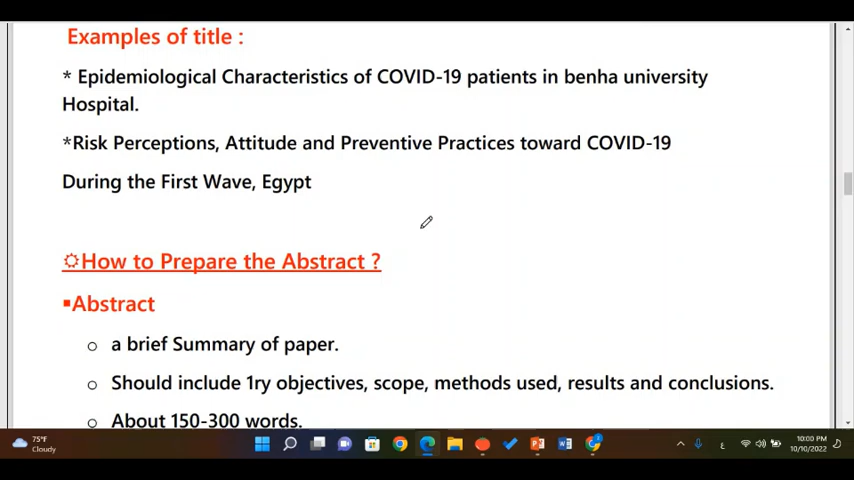 Examples of title :
* Epidemiological Characteristics of COVID-19 patients in benha university
Hospital.
*Risk Perceptions, Attitude and Preventive Practices toward COVID-19
During the First Wave, Egypt
How to Prepare the Abstract ?
Abstract
a brief Summary of paper.
Should include 1ry objectives, scope, methods used, results and conclusions.
About 150-300 words.
75°F
Cloudy
ع
10:00 PM
10/10/2022